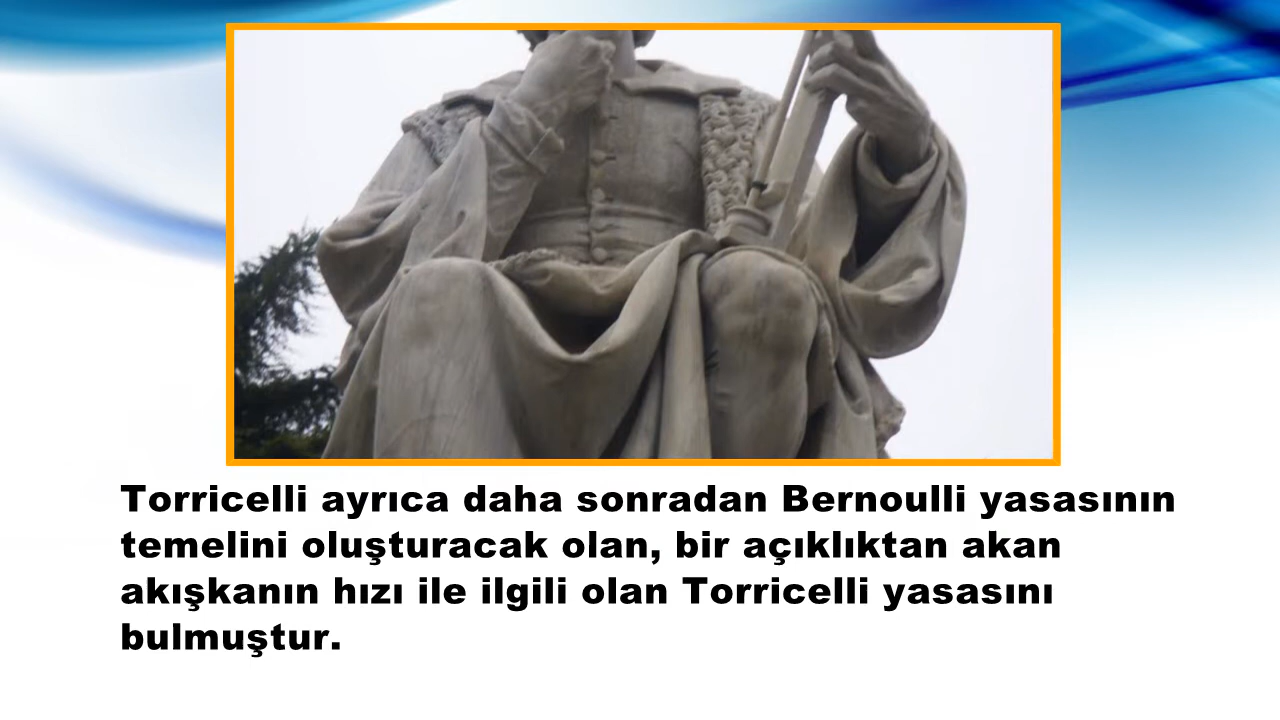 Torricelli ayrıca daha sonradan Bernoulli yasasının
temelini oluşturacak olan, bir açıklıktan akan
akışkanın hızı ile ilgili olan Torricelli yasasını
bulmuştur.